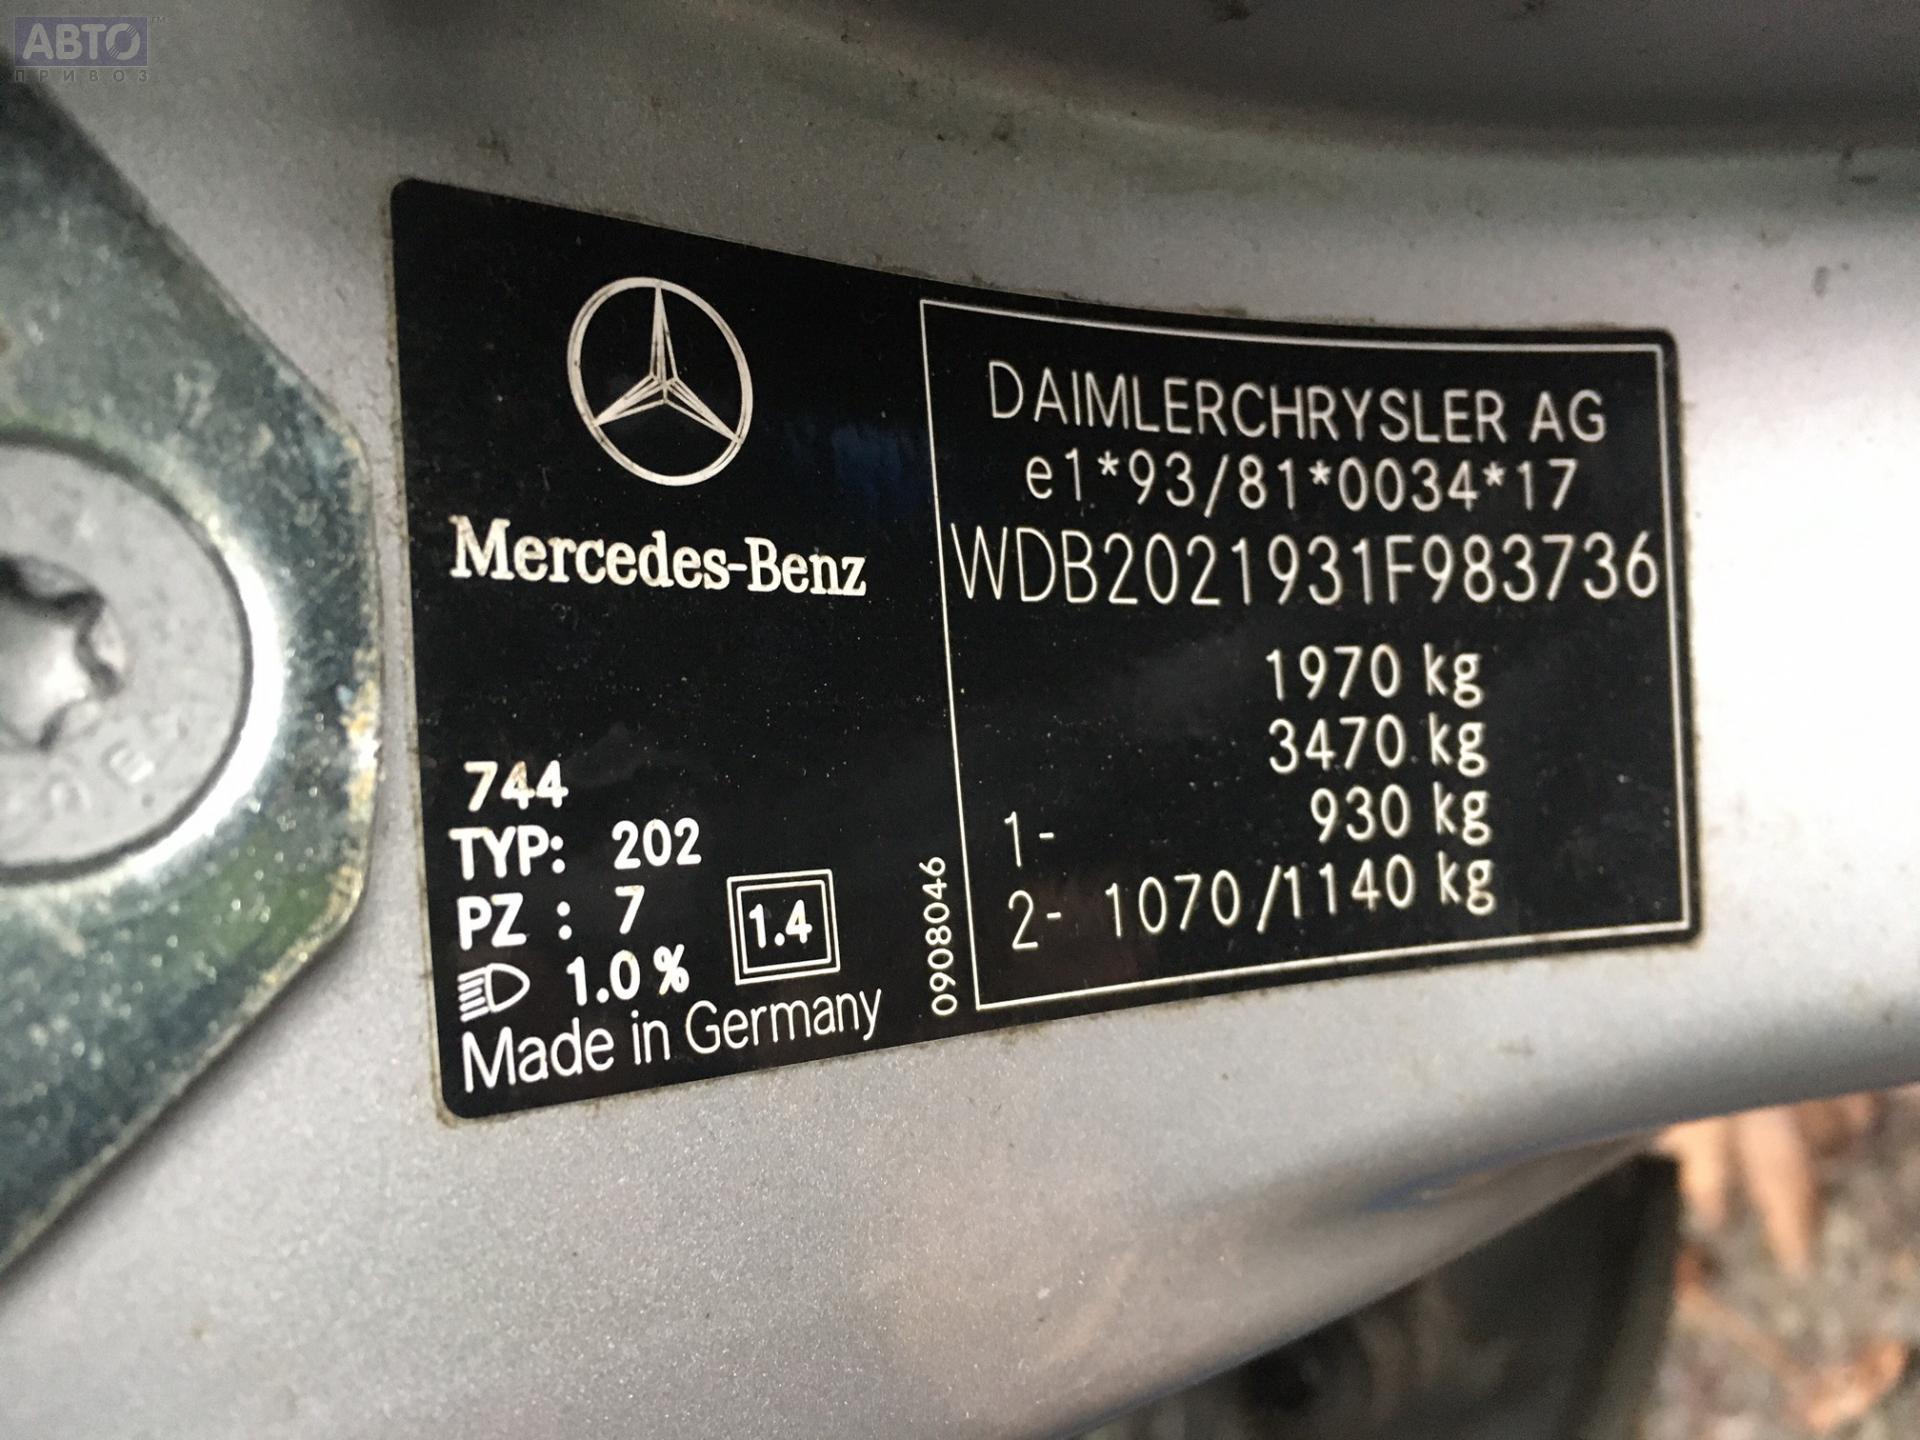 АВТО
ПРИВОЗ
Mercedes-Benz
744
TYP: 202
PZ : 7
1.0 %
1.4
Made in Germany
0908046
DAIMLERCHRYSLER AG
e1*93/81*0034*17
WDB2021931F983736
1970 kg
3470 kg
1- 930 kg
2- 1070/1140 kg